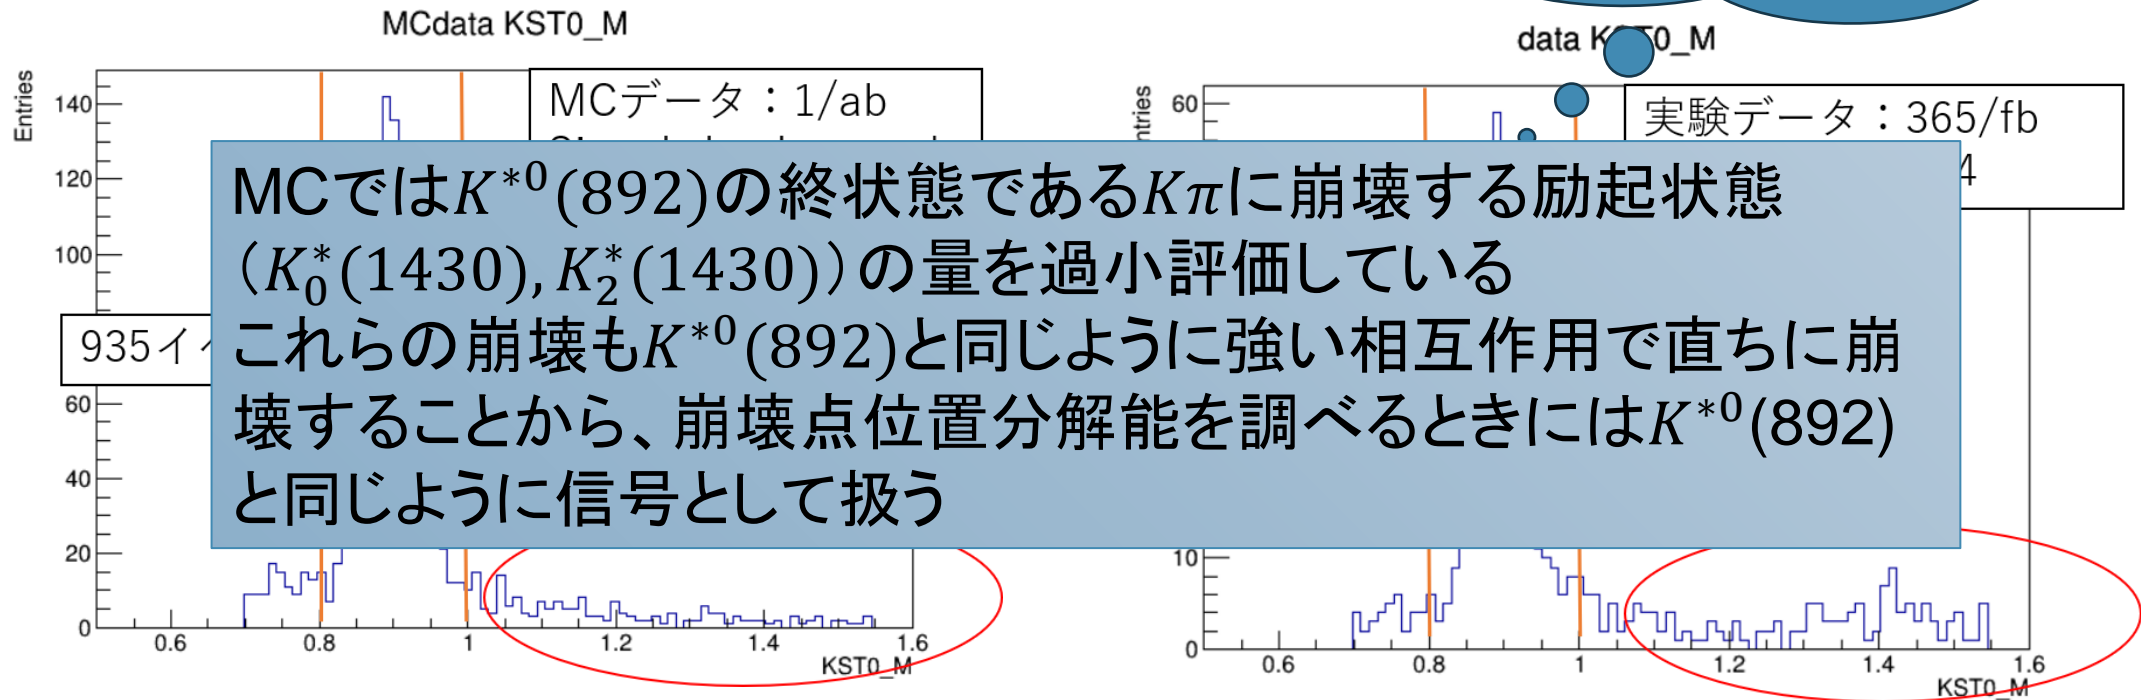 MCdata KST0_M
Entries
140
120
100
60
40
20
0
0.6
0.8
1
1.2
1.4
1.6
KST0_M
MCデータ：1/ab
935イ
MCではK*0(892)の終状態であるKπに崩壊する励起状態
（K*0(1430), K*2(1430)）の量を過小評価している
これらの崩壊もK*0(892)と同じように強い相互作用で直ちに崩
壊することから、崩壊点位置分解能を調べるときにはK*0(892)
と同じように信号として扱う
data K
0_M
ntries
60
10
0
0.6
0.8
1
1.2
1.4
1.6
KST0_M
実験データ：365/fb
4